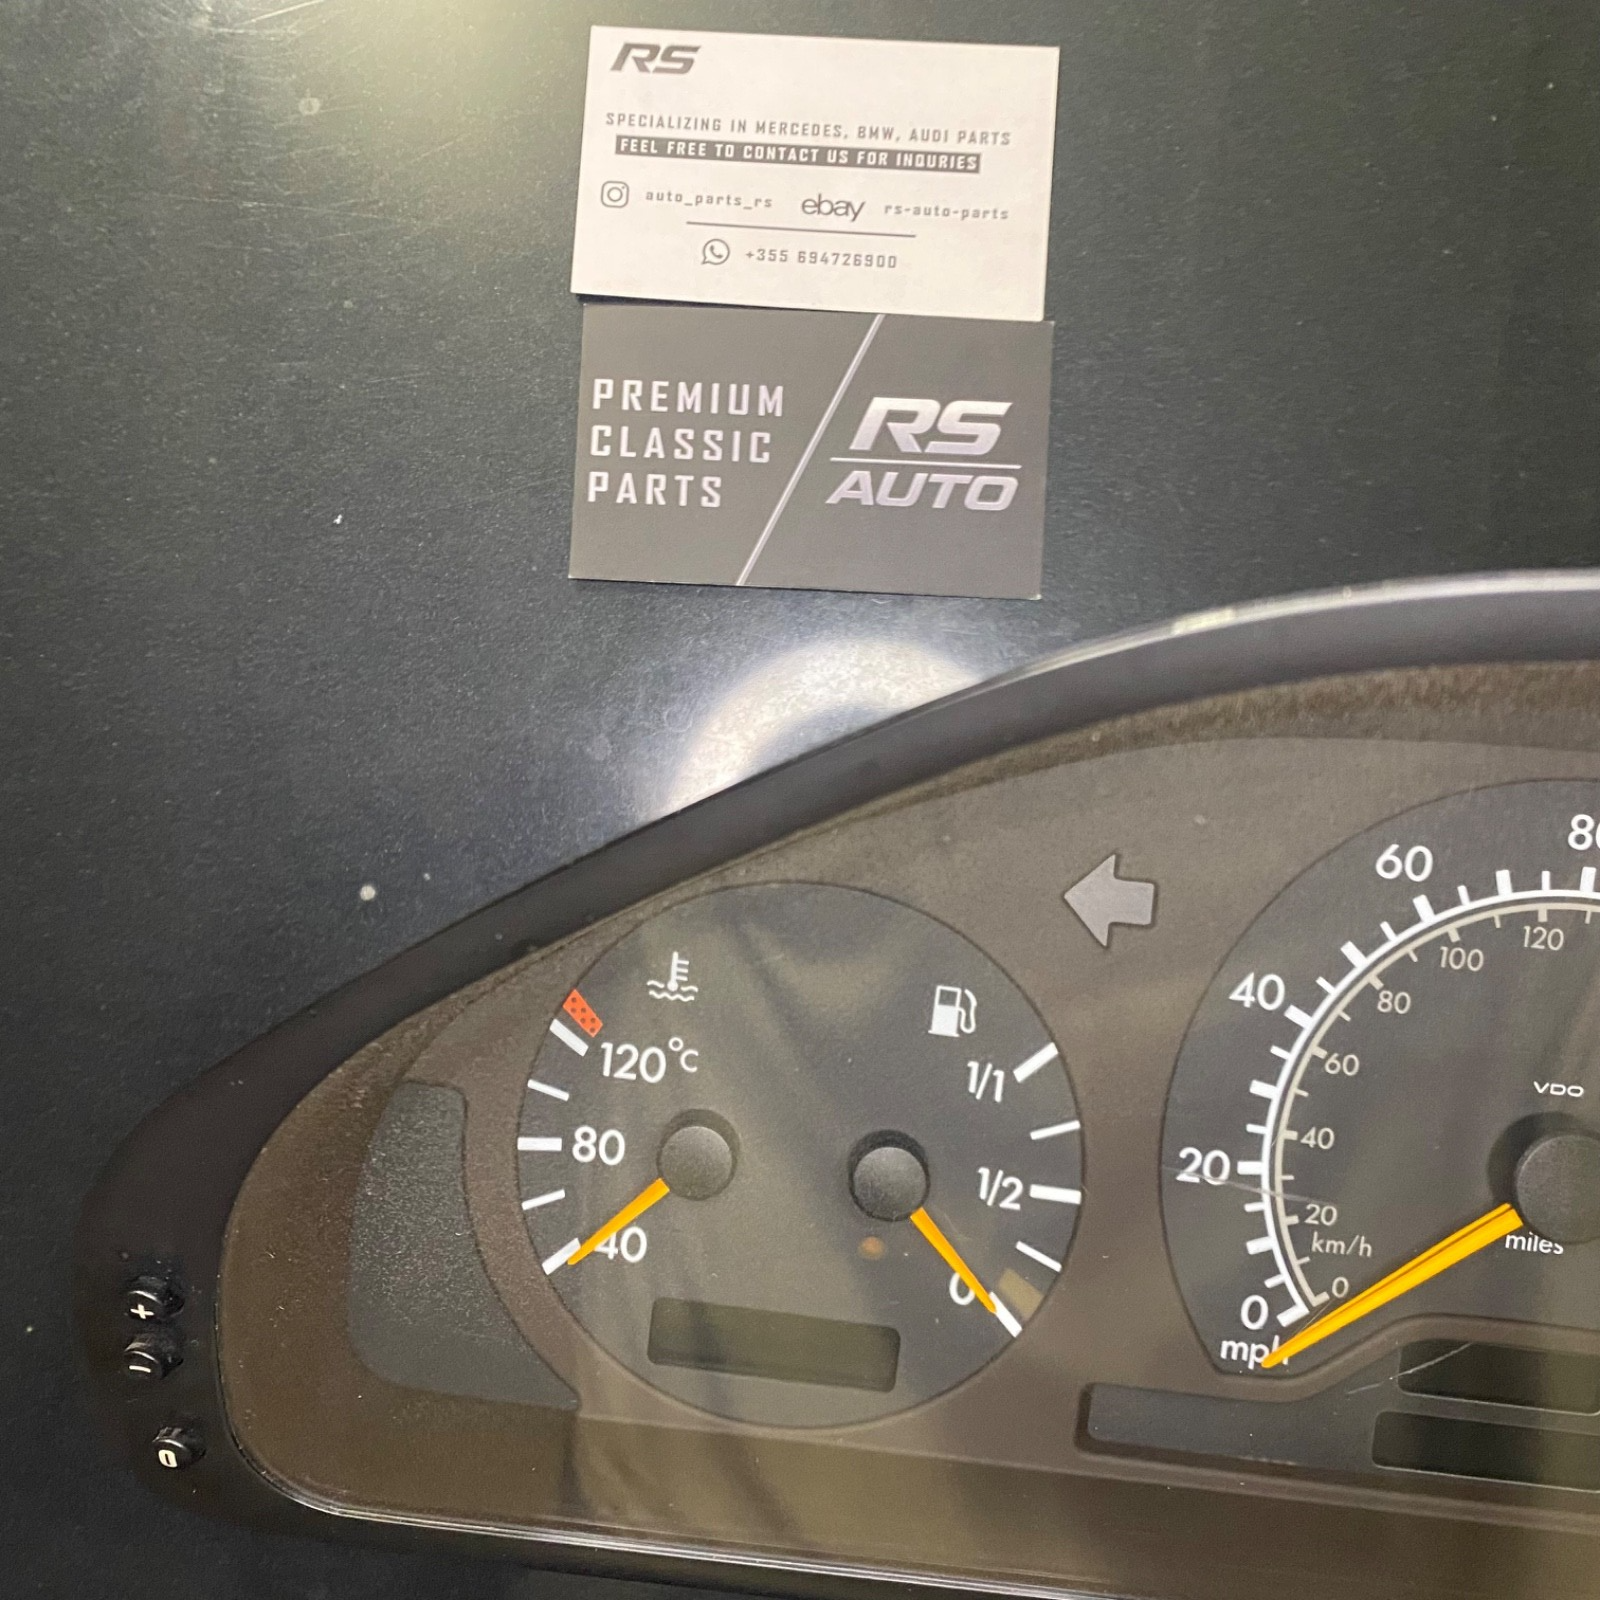 RS
SPECIALIZING IN MERCEDES, BMW, AUDI PARTS
FEEL FREE TO CONTACT US FOR INQURIES
auto_parts_rs ebay rs-auto-parts
+355 694726900
PREMIUM
CLASSIC
PARTS
RS
AUTO
120°C
80
40
1/1
1/2
0
80
60
40
20
0
mph
120
100
80
60
40
20
km/h
0
VDO
miles
+
−
0